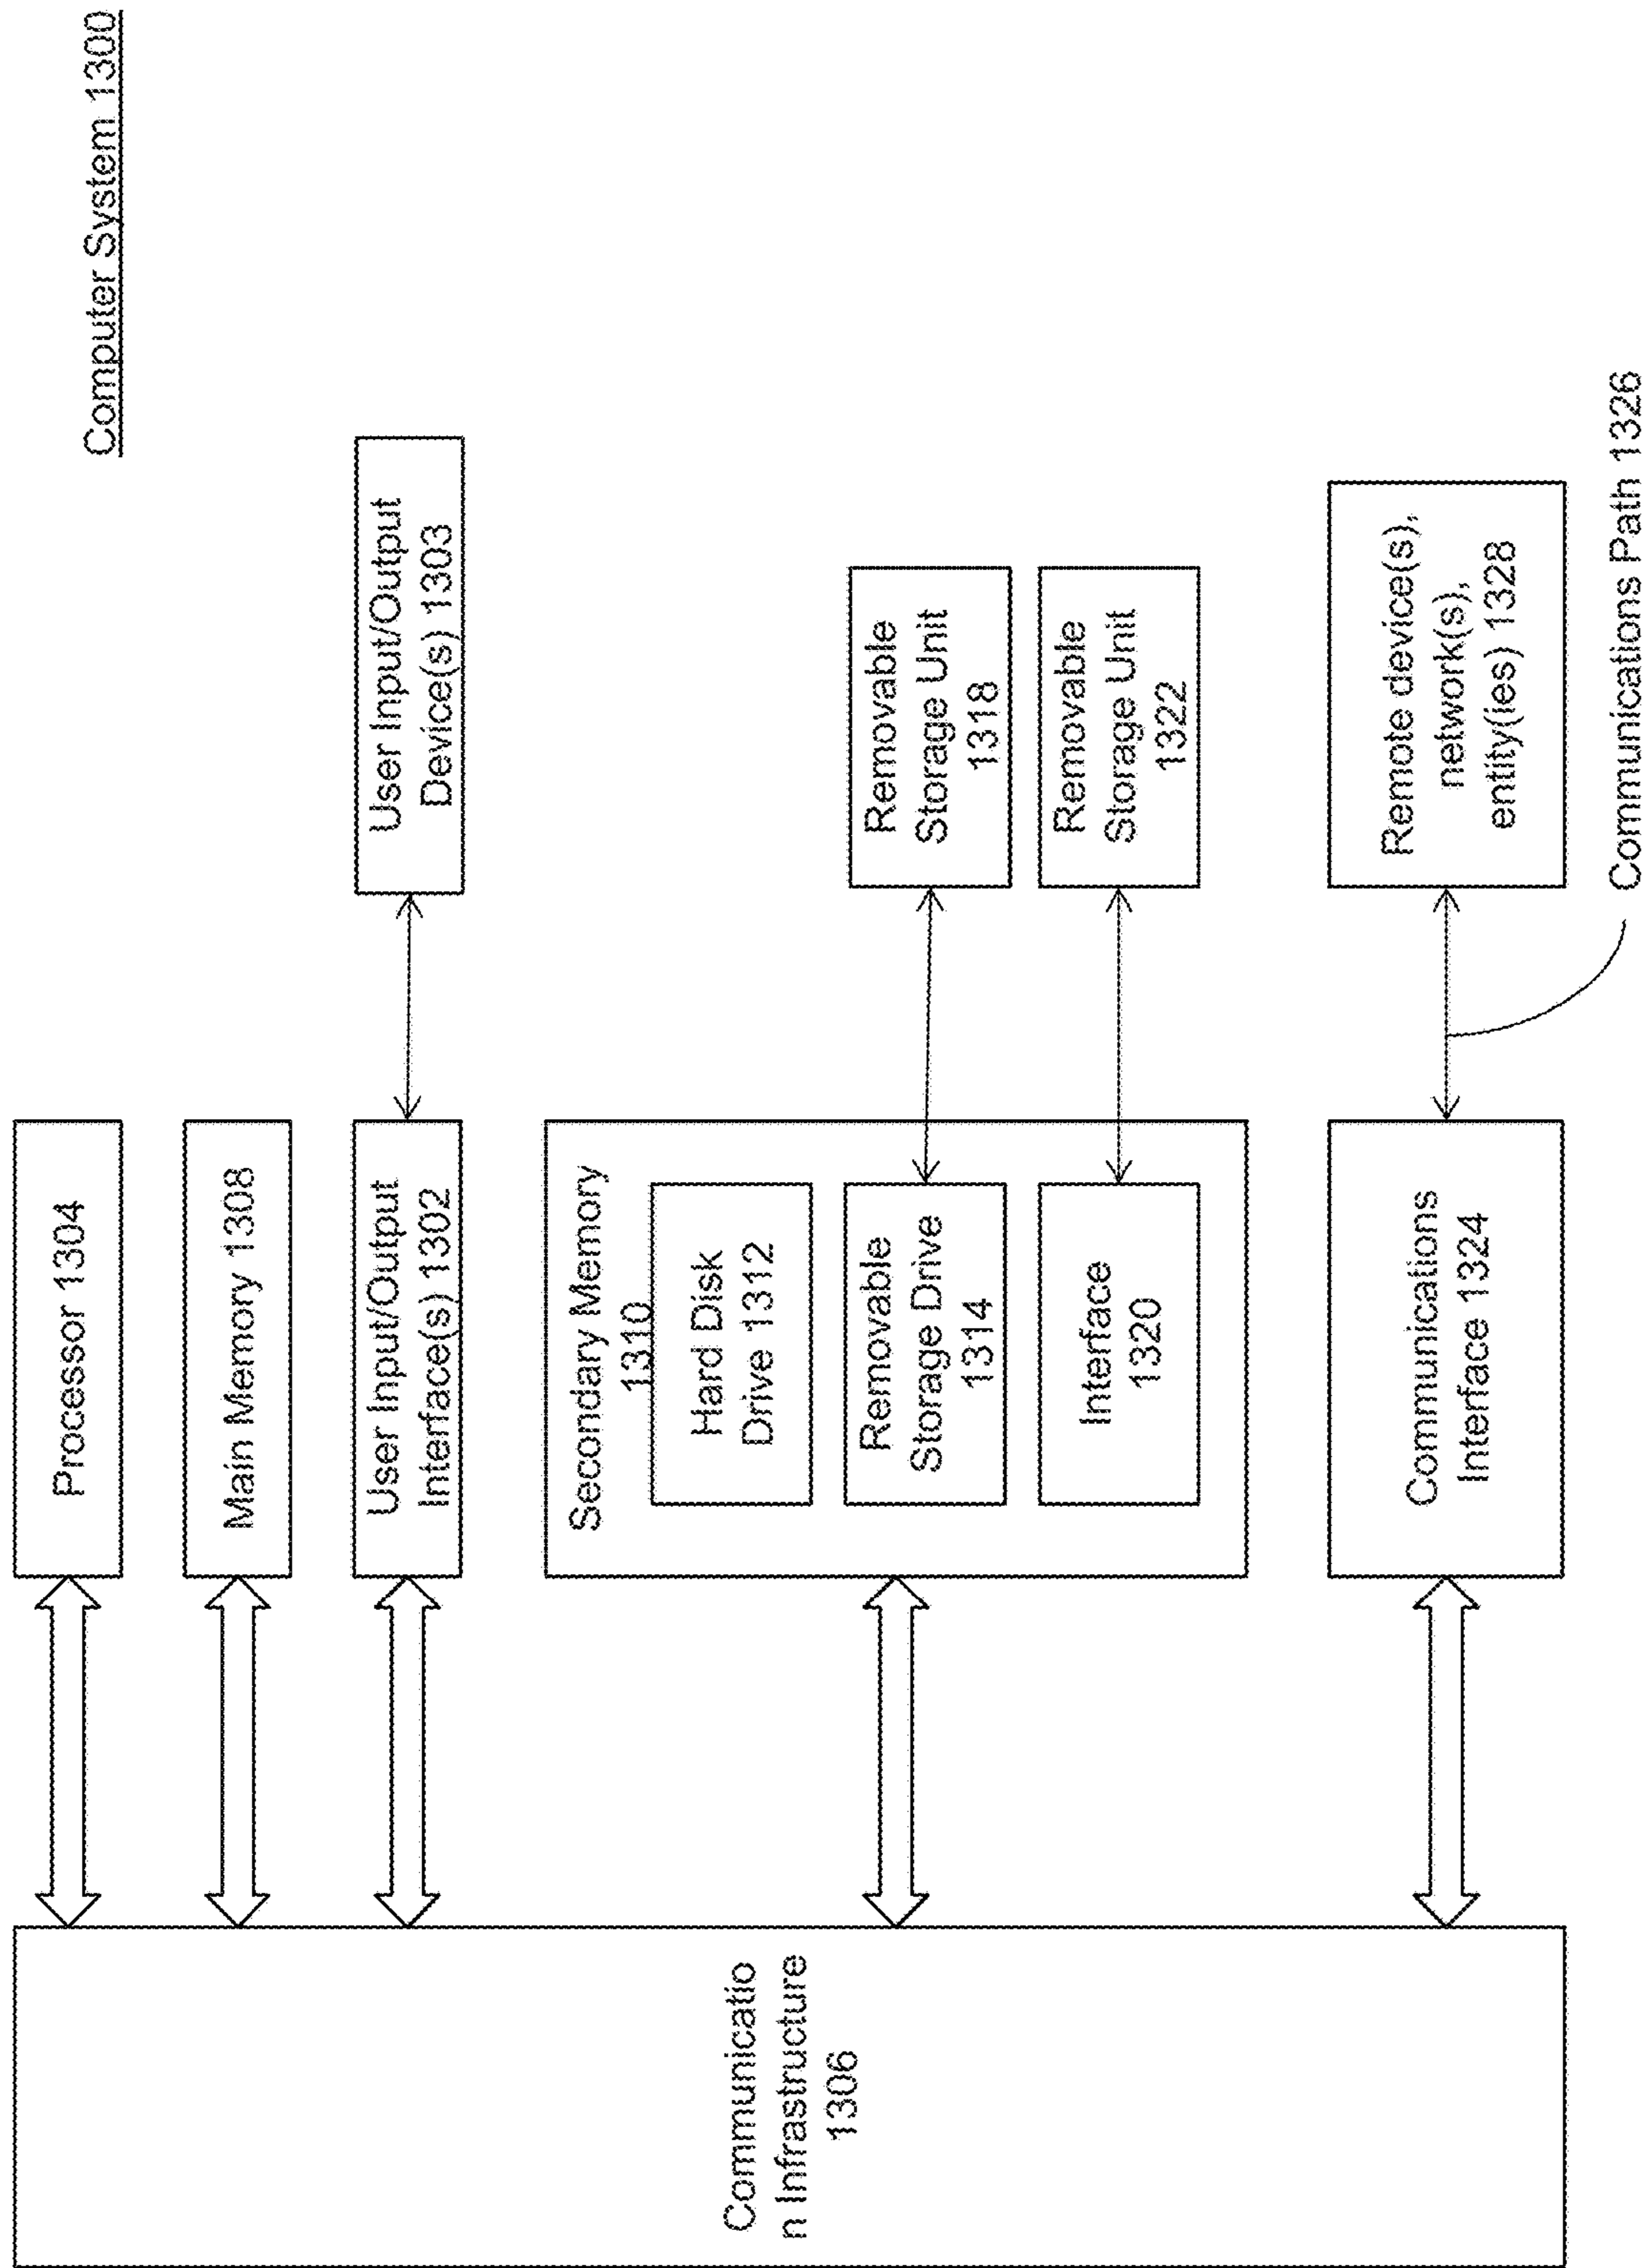 Computer System 1300
Processor 1304
Main Memory 1308
User Input/Output
Interface(s) 1302
User Input/Output
Device(s) 1303
Communicatio
n Infrastructure
1306
Secondary Memory
1310
Hard Disk
Drive 1312
Removable
Storage Drive
1314
Removable
Storage Unit
1318
Interface
1320
Removable
Storage Unit
1322
Communications
Interface 1324
Remote device(s),
network(s),
entity(ies) 1328
Communications Path 1326